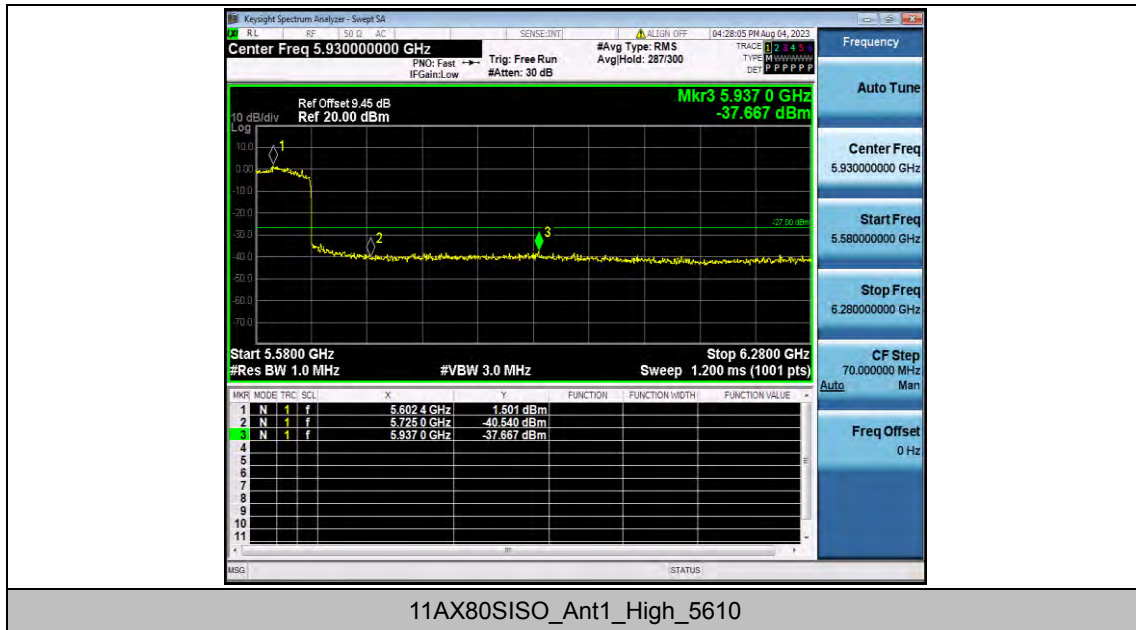 Keysight Spectrum Analyzer - Swept SA
RL RF 50 Ω AC SENSE:INT ALIGN OFF 04:28:05 PM Aug 04, 2023
Center Freq 5.930000000 GHz
PNO: Fast
IFGain:Low
Trig: Free Run
#Atten: 30 dB
#Avg Type: RMS
Avg|Hold: 287/300
TRACE 1 2 3 4 5 6
TYPE M WWWWW
DET P P P P P P
Ref Offset 9.45 dB
10 dB/div Ref 20.00 dBm
Log
Mkr3 5.937 0 GHz
-37.667 dBm
10.0
0.00
-10.0
-20.0
-30.0
-40.0
-50.0
-60.0
-70.0
1
2
3
-27.00 dBm
Start 5.5800 GHz Stop 6.2800 GHz
#Res BW 1.0 MHz #VBW 3.0 MHz Sweep 1.200 ms (1001 pts)
MKR MODE TRC SCL X Y FUNCTION FUNCTION WIDTH FUNCTION VALUE
1 N 1 f 5.602 4 GHz 1.501 dBm
2 N 1 f 5.725 0 GHz -40.540 dBm
3 N 1 f 5.937 0 GHz -37.667 dBm
4
5
6
7
8
9
10
11
MSG STATUS
Frequency
Auto Tune
Center Freq
5.930000000 GHz
Start Freq
5.580000000 GHz
Stop Freq
6.280000000 GHz
CF Step
70.000000 MHz
Auto Man
Freq Offset
0 Hz
11AX80SISO_Ant1_High_5610